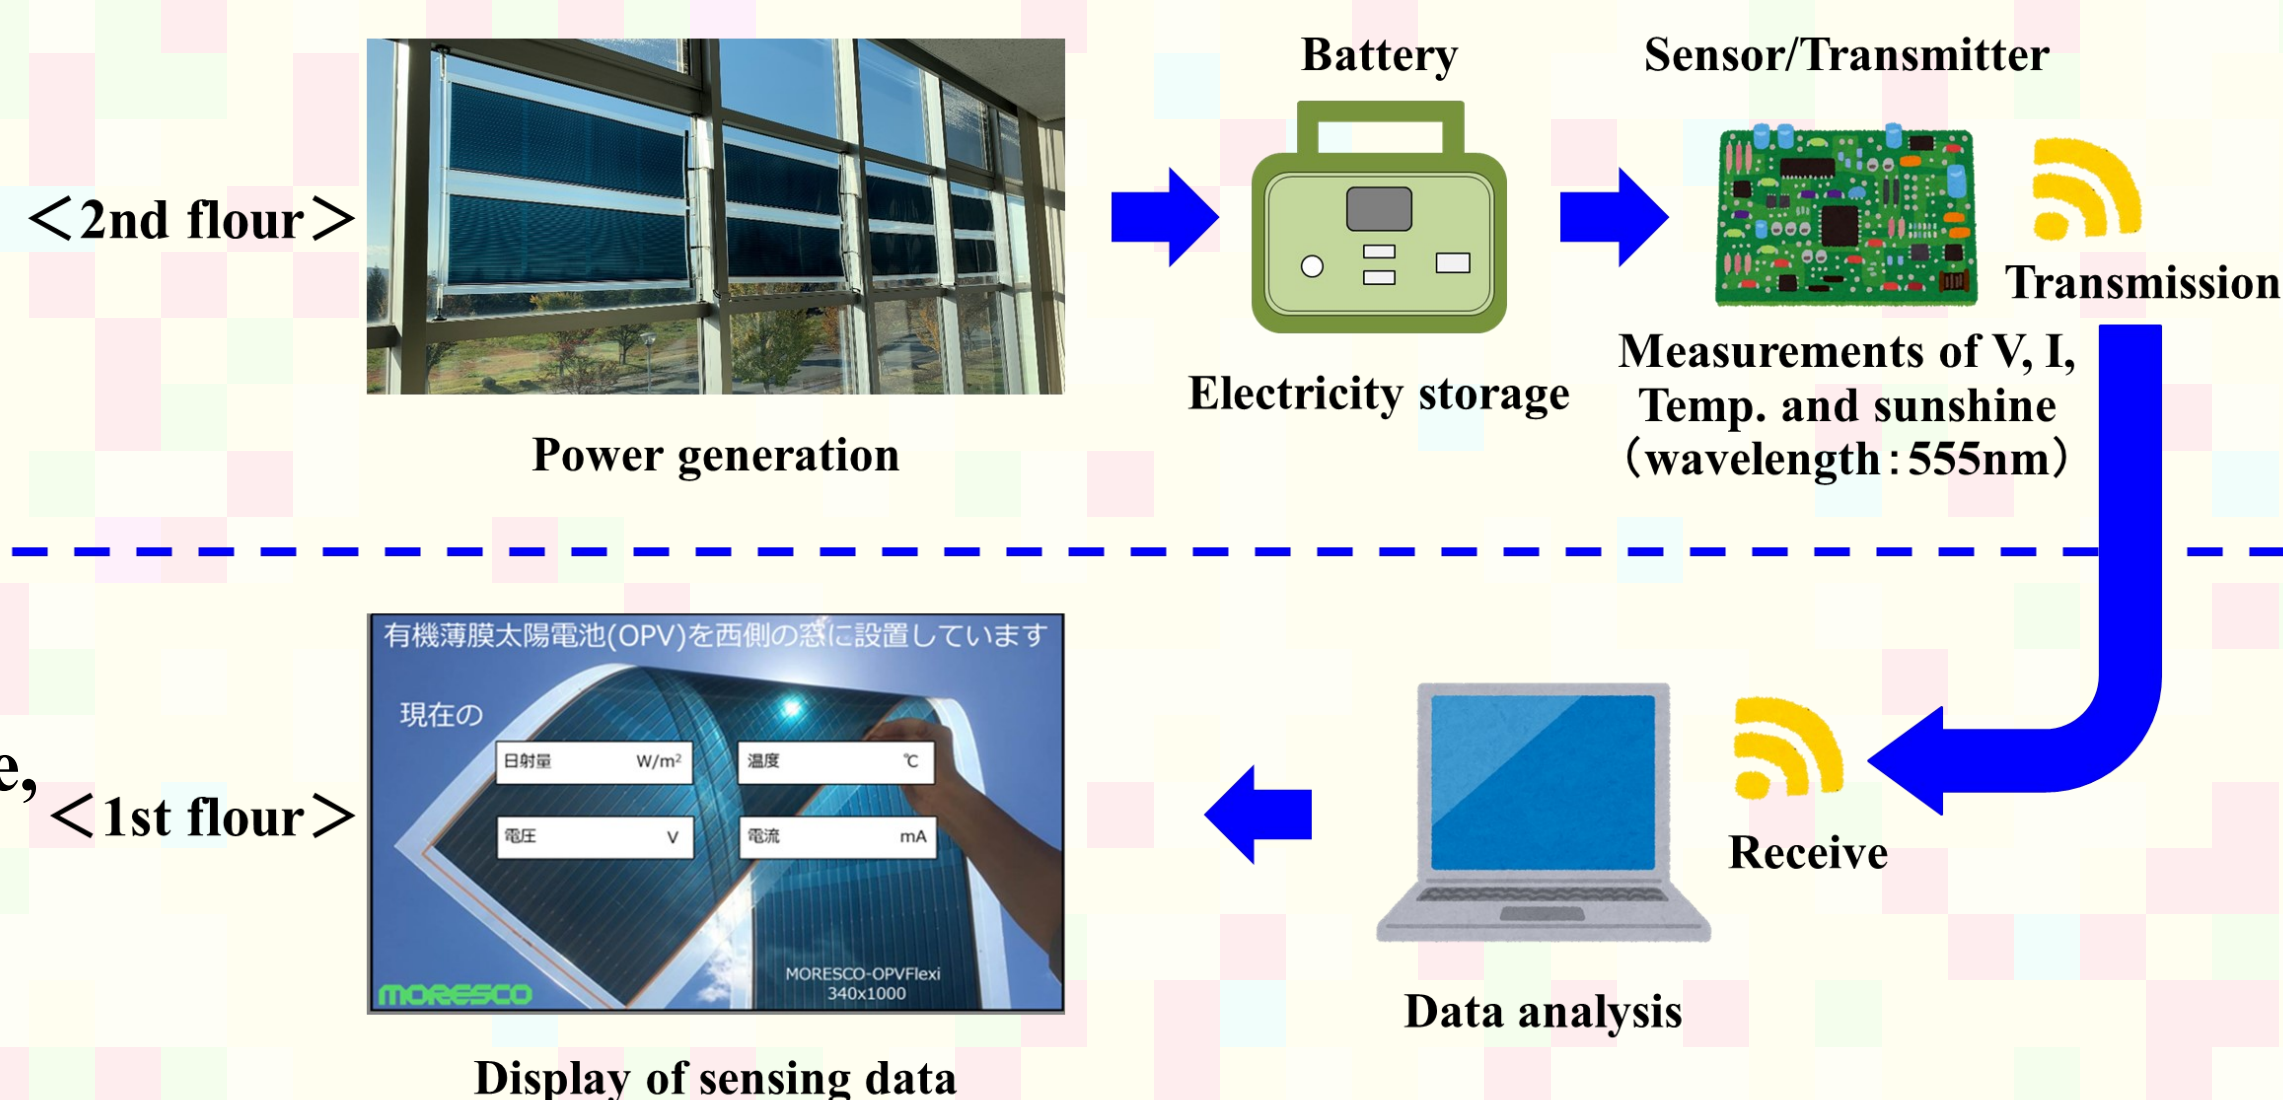 Battery
Sensor/Transmitter
<2nd flour>
Transmission
Measurements of V, I,
Temp. and sunshine
(wavelength:555nm)
Electricity storage
Power generation
有機薄膜太陽電池(OPV)を西側の窓に設置しています
現在の
日射量 W/m²
温度 ℃
電圧 V
電流 mA
MORESCO-OPVFlexi
340x1000
MORESCO
e,
<1st flour>
Receive
Data analysis
Display of sensing data